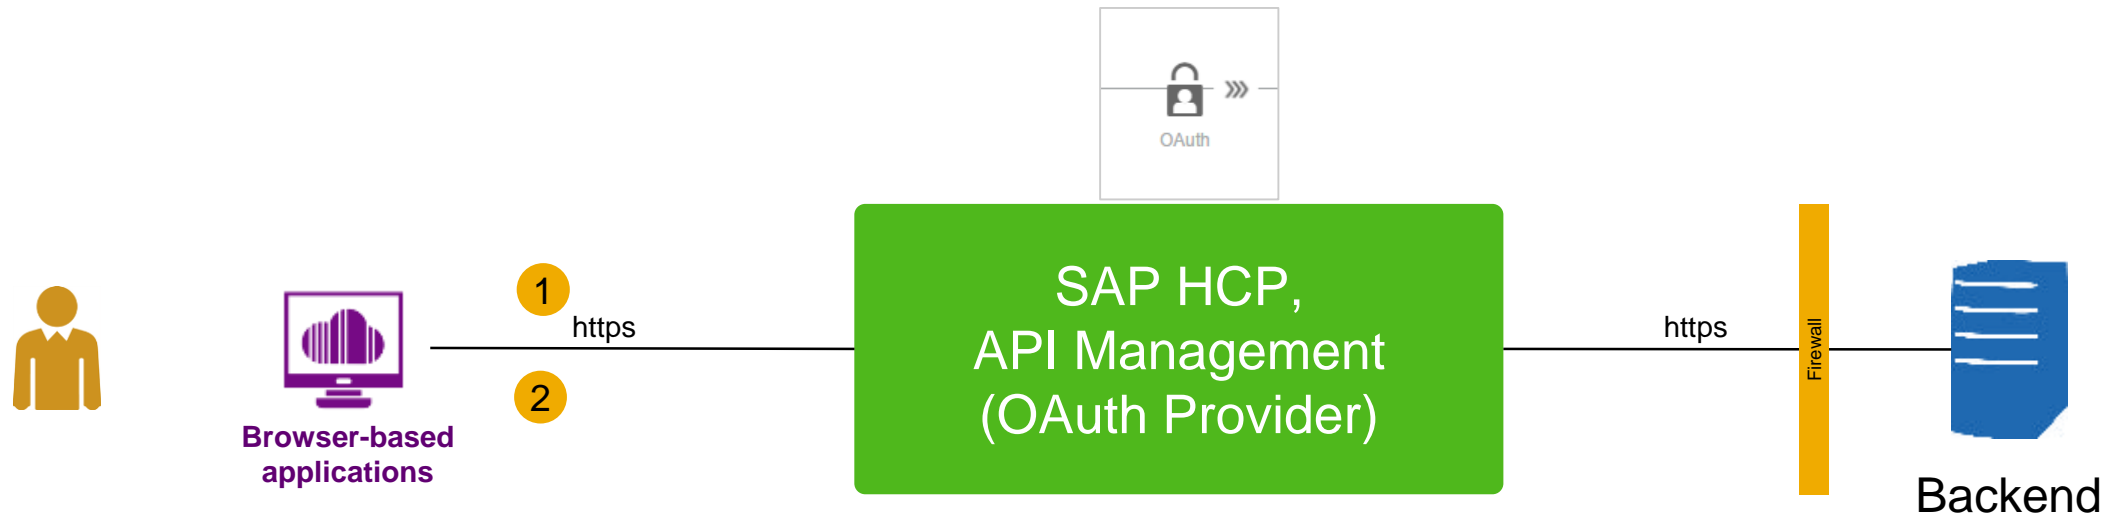 OAuth
SAP HCP,
API Management
(OAuth Provider)
1
https
2
Browser-based
applications
https
Firewall
Backend